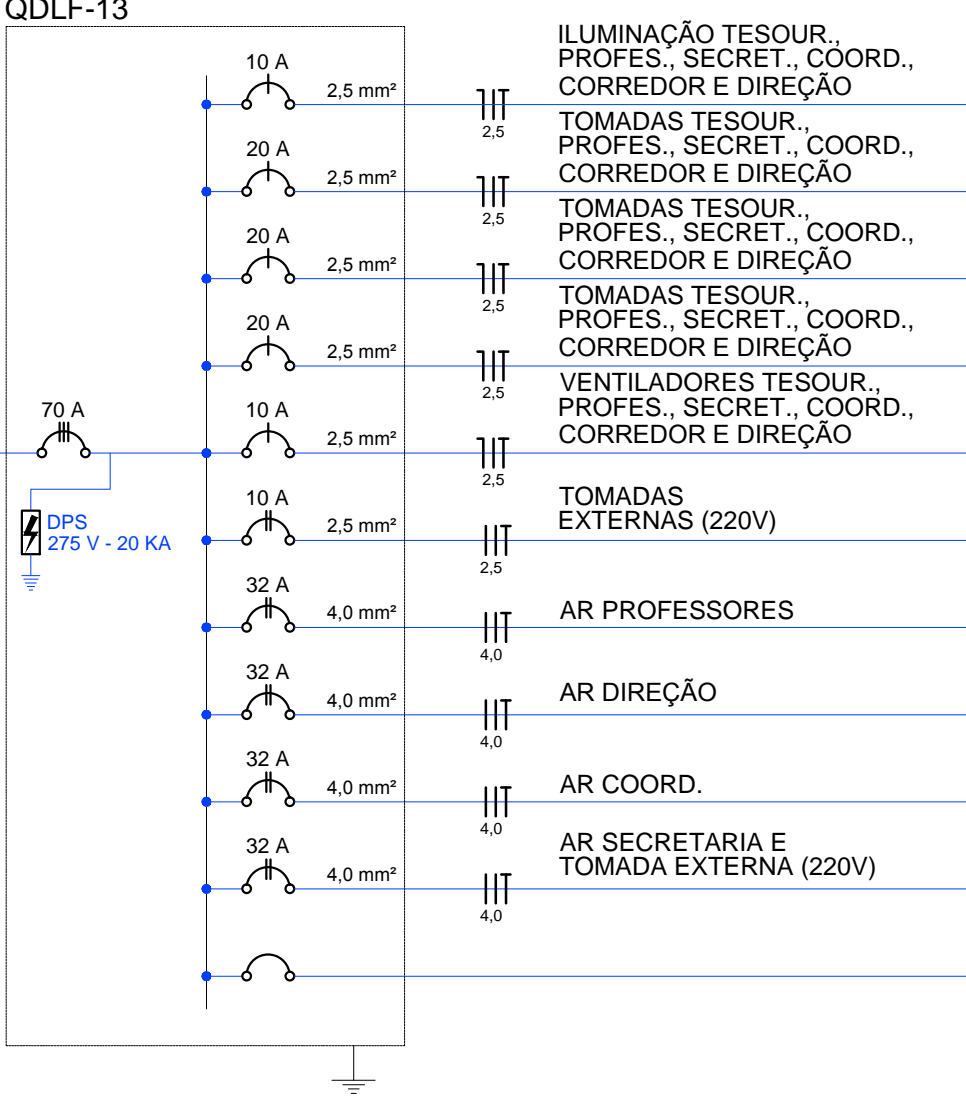 QDLF-13
10 A
2,5 mm²
2,5
ILUMINAÇÃO TESOUR.,
PROFES., SECRET., COORD.,
CORREDOR E DIREÇÃO
20 A
2,5 mm²
2,5
TOMADAS TESOUR.,
PROFES., SECRET., COORD.,
CORREDOR E DIREÇÃO
20 A
2,5 mm²
2,5
TOMADAS TESOUR.,
PROFES., SECRET., COORD.,
CORREDOR E DIREÇÃO
20 A
2,5 mm²
2,5
TOMADAS TESOUR.,
PROFES., SECRET., COORD.,
CORREDOR E DIREÇÃO
70 A
10 A
2,5 mm²
2,5
VENTILADORES TESOUR.,
PROFES., SECRET., COORD.,
CORREDOR E DIREÇÃO
DPS
275 V - 20 KA
10 A
2,5 mm²
2,5
TOMADAS
EXTERNAS (220V)
32 A
4,0 mm²
4,0
AR PROFESSORES
32 A
4,0 mm²
4,0
AR DIREÇÃO
32 A
4,0 mm²
4,0
AR COORD.
32 A
4,0 mm²
4,0
AR SECRETARIA E
TOMADA EXTERNA (220V)